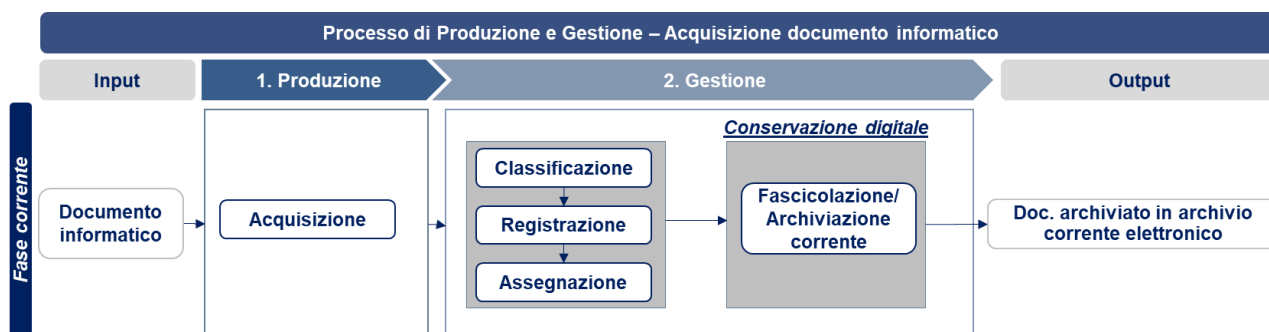 Processo di Produzione e Gestione – Acquisizione documento informatico
Input
1. Produzione
2. Gestione
Output
Fase corrente
Documento
informatico
Acquisizione
Classificazione
Registrazione
Assegnazione
Conservazione digitale
Fascicolazione/
Archiviazione
corrente
Doc. archiviato in archivio
corrente elettronico